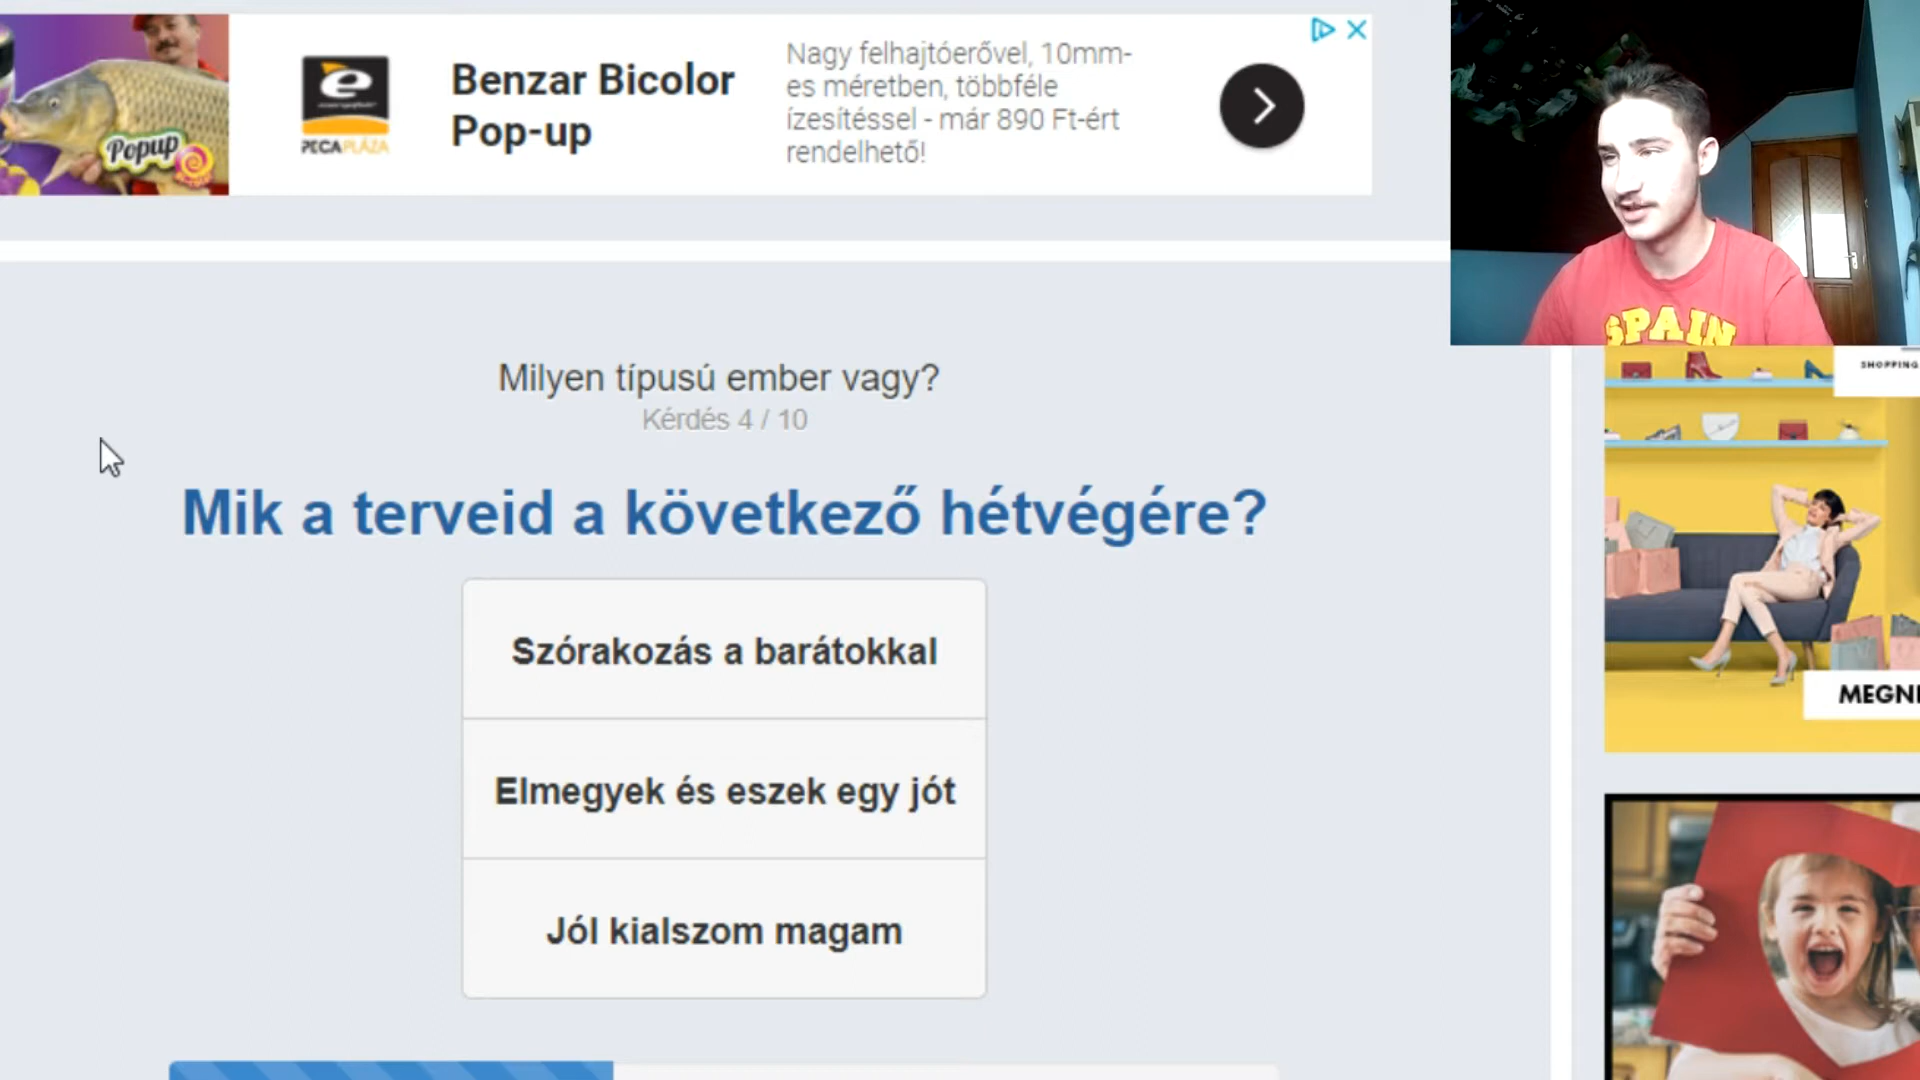 Benzar Bicolor
Pop-up
Nagy felhajtóerővel, 10mm-
es méretben, többféle
ízesítéssel - már 890 Ft-ért
rendelhető!
Popup
PECAPLÁZA
SPAIN
SHOPPING
Milyen típusú ember vagy?
Kérdés 4 / 10
Mik a terveid a következő hétvégére?
Szórakozás a barátokkal
Elmegyek és eszek egy jót
Jól kialszom magam
MEGN